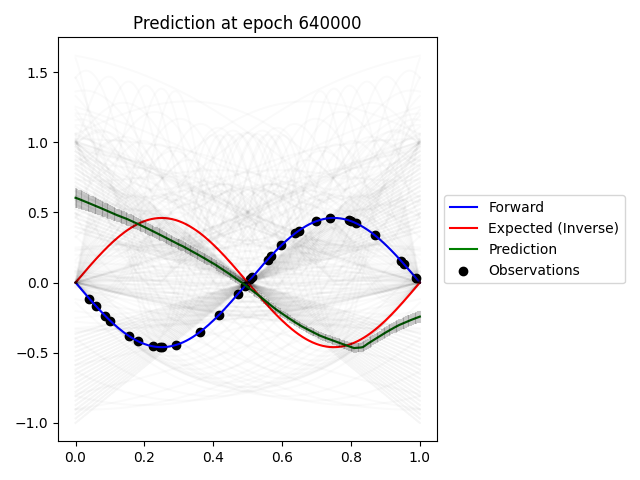 Prediction at epoch 640000
1.5
1.0
0.5
0.0
−0.5
−1.0
0.0 0.2 0.4 0.6 0.8 1.0
Forward
Expected (Inverse)
Prediction
Observations